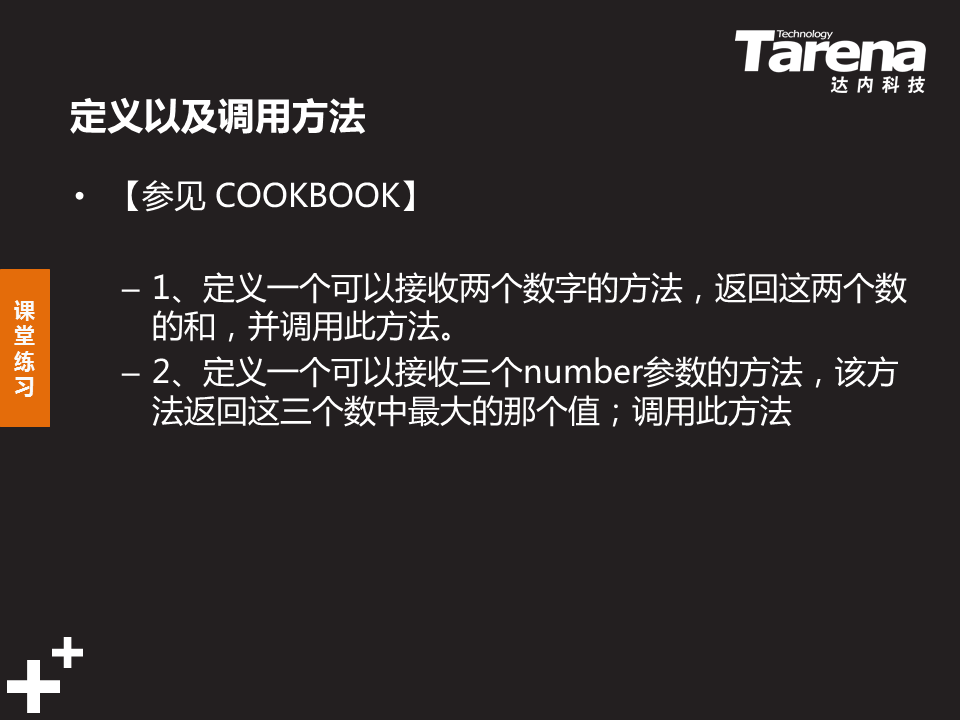 Technology
Tarena
达内科技
定义以及调用方法
• 【参见 COOKBOOK】
– 1、定义一个可以接收两个数字的方法，返回这两个数
的和，并调用此方法。
– 2、定义一个可以接收三个number参数的方法，该方
法返回这三个数中最大的那个值；调用此方法
课
堂
练
习